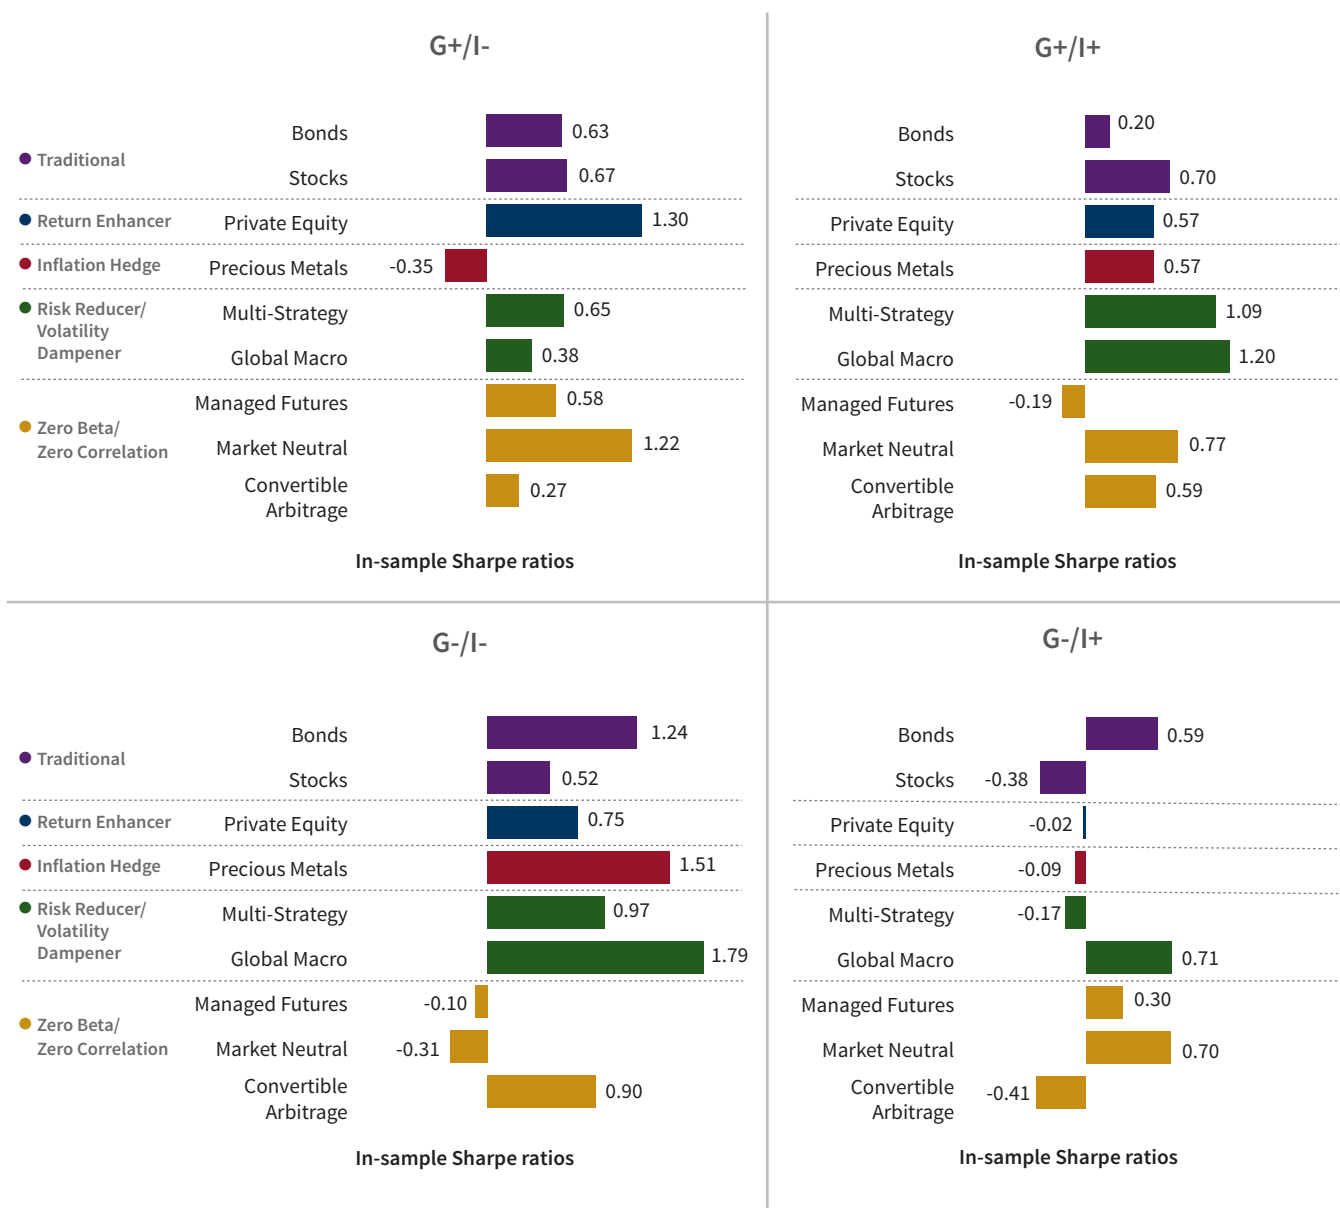 G+/I-
Bonds 0.63
Traditional
Stocks 0.67
Return Enhancer Private Equity 1.30
Inflation Hedge Precious Metals -0.35
Risk Reducer/
Volatility
Dampener
Multi-Strategy 0.65
Global Macro 0.38
Managed Futures 0.58
Zero Beta/
Zero Correlation
Market Neutral 1.22
Convertible
Arbitrage
0.27
In-sample Sharpe ratios
G+/I+
Bonds 0.20
Stocks 0.70
Private Equity 0.57
Precious Metals 0.57
Multi-Strategy 1.09
Global Macro 1.20
Managed Futures -0.19
Market Neutral 0.77
Convertible
Arbitrage
0.59
In-sample Sharpe ratios
G-/I-
Bonds 1.24
Traditional
Stocks 0.52
Return Enhancer Private Equity 0.75
Inflation Hedge Precious Metals 1.51
Risk Reducer/
Volatility
Dampener
Multi-Strategy 0.97
Global Macro 1.79
Managed Futures -0.10
Zero Beta/
Zero Correlation
Market Neutral -0.31
Convertible
Arbitrage
0.90
In-sample Sharpe ratios
G-/I+
Bonds 0.59
Stocks -0.38
Private Equity -0.02
Precious Metals -0.09
Multi-Strategy -0.17
Global Macro 0.71
Managed Futures 0.30
Market Neutral 0.70
Convertible
Arbitrage
-0.41
In-sample Sharpe ratios